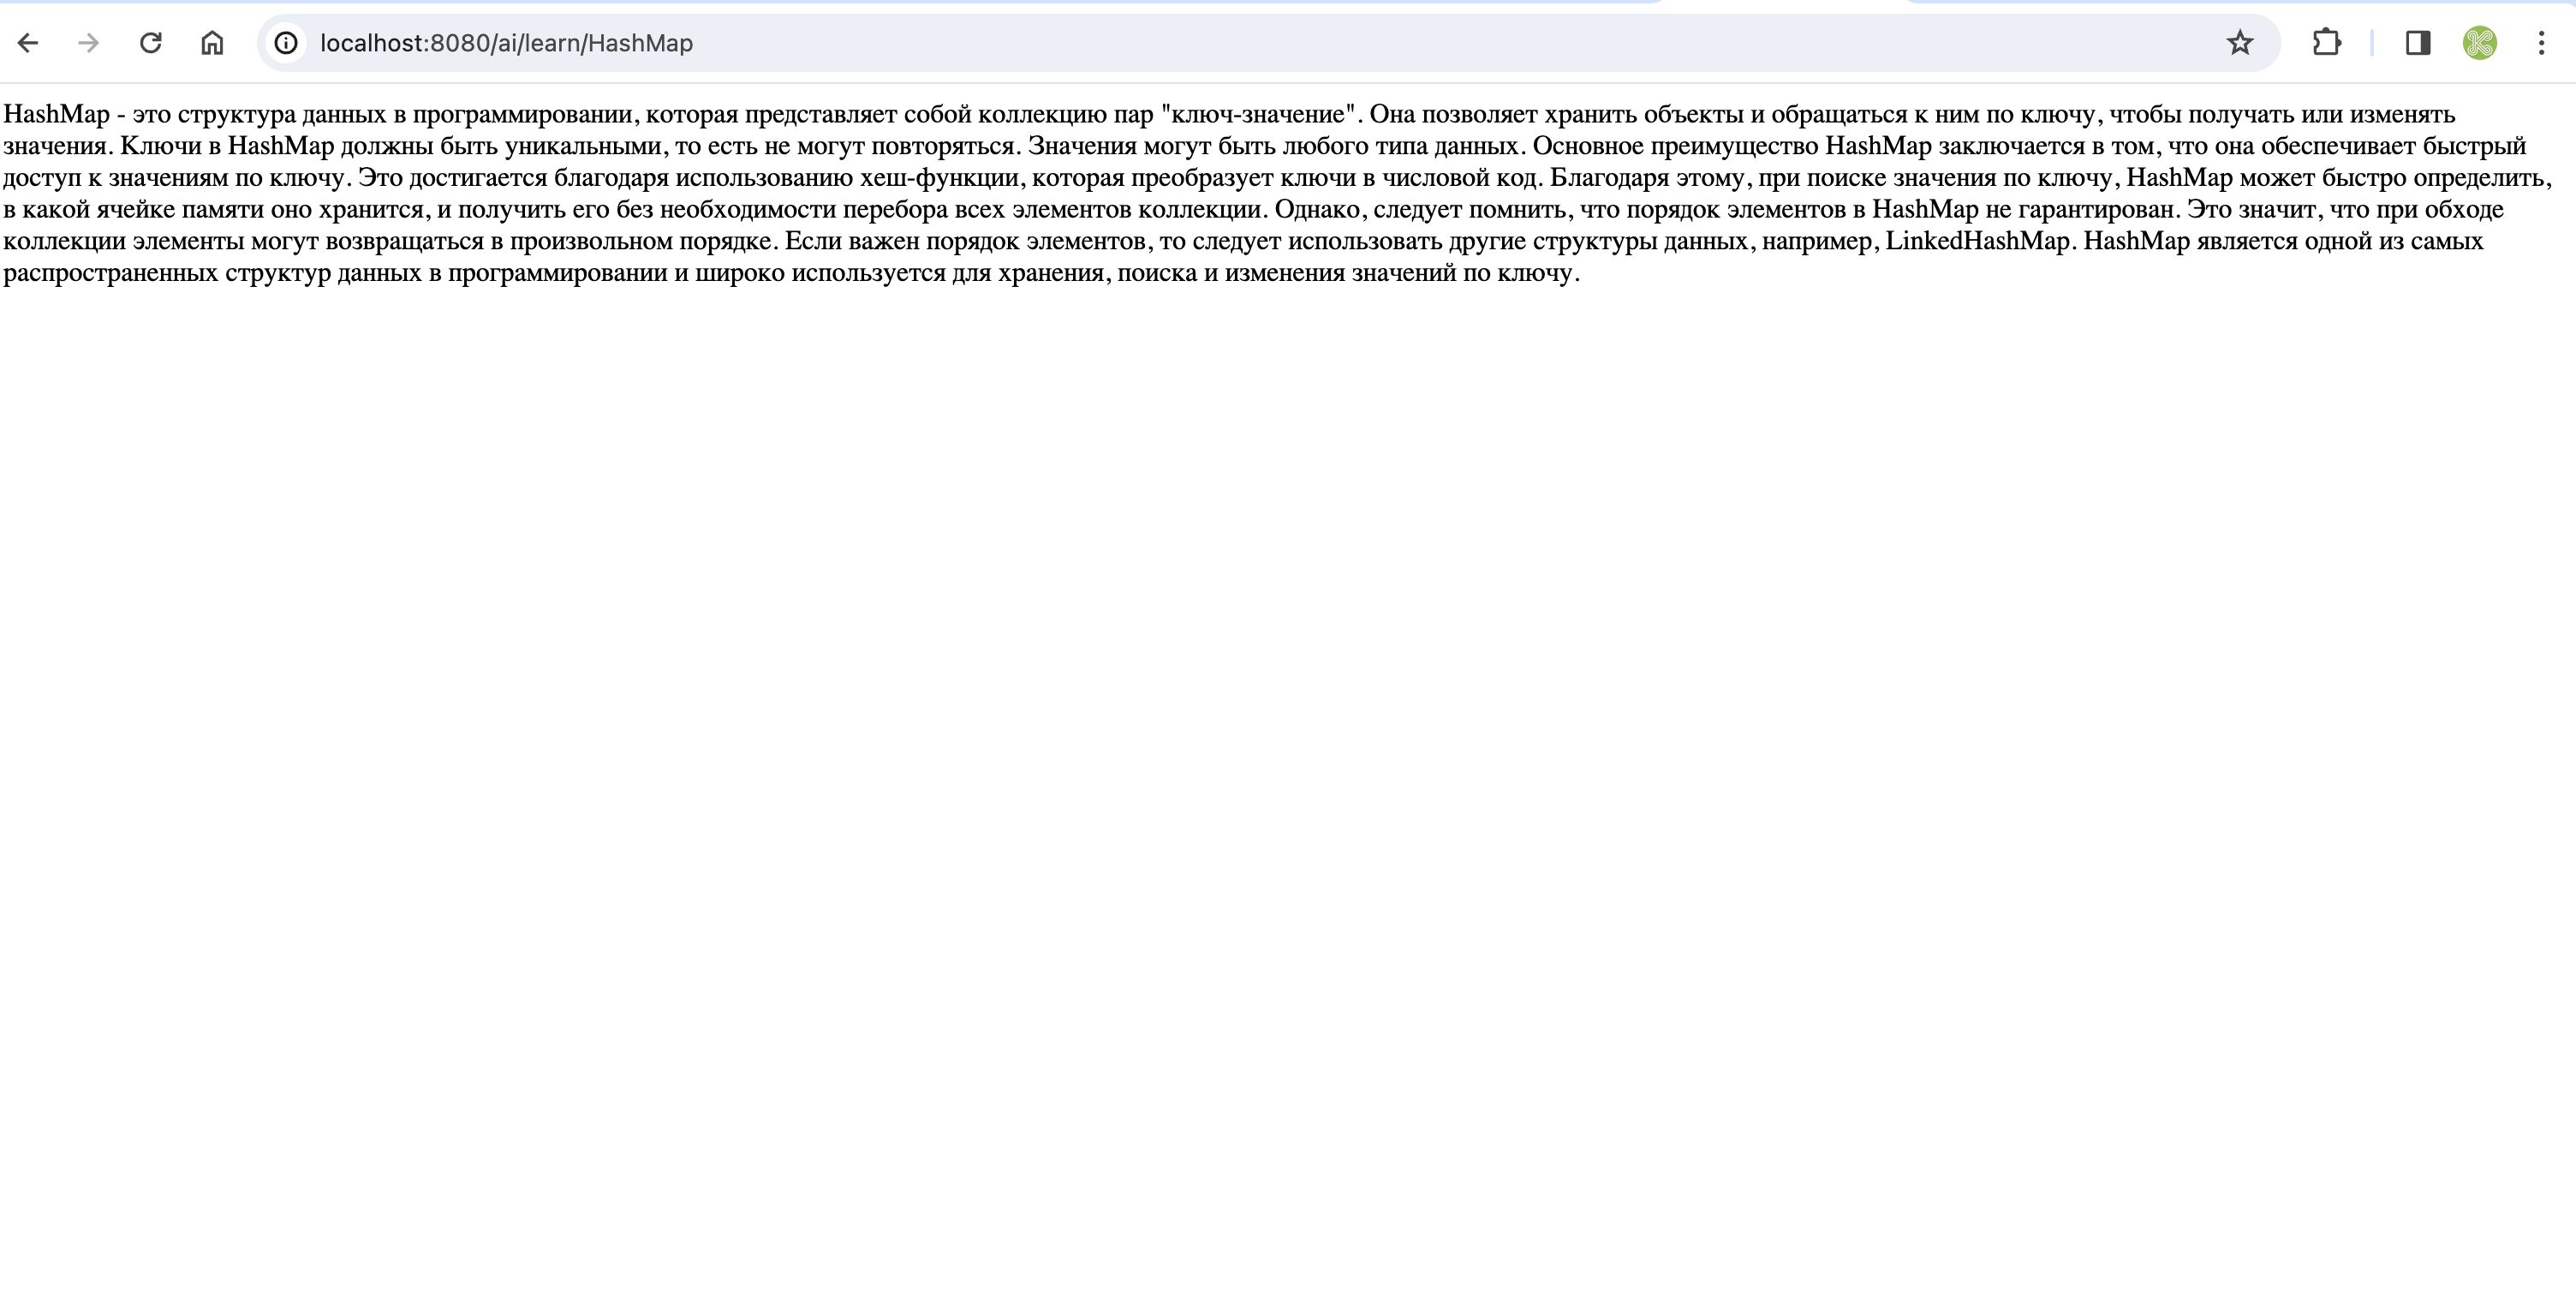 localhost:8080/ai/learn/HashMap
HashMap - это структура данных в программировании, которая представляет собой коллекцию пар "ключ-значение". Она позволяет хранить объекты и обращаться к ним по ключу, чтобы получать или изменять
значения. Ключи в HashMap должны быть уникальными, то есть не могут повторяться. Значения могут быть любого типа данных. Основное преимущество HashMap заключается в том, что она обеспечивает быстрый
доступ к значениям по ключу. Это достигается благодаря использованию хеш-функции, которая преобразует ключи в числовой код. Благодаря этому, при поиске значения по ключу, HashMap может быстро определить,
в какой ячейке памяти оно хранится, и получить его без необходимости перебора всех элементов коллекции. Однако, следует помнить, что порядок элементов в HashMap не гарантирован. Это значит, что при обходе
коллекции элементы могут возвращаться в произвольном порядке. Если важен порядок элементов, то следует использовать другие структуры данных, например, LinkedHashMap. HashMap является одной из самых
распространенных структур данных в программировании и широко используется для хранения, поиска и изменения значений по ключу.